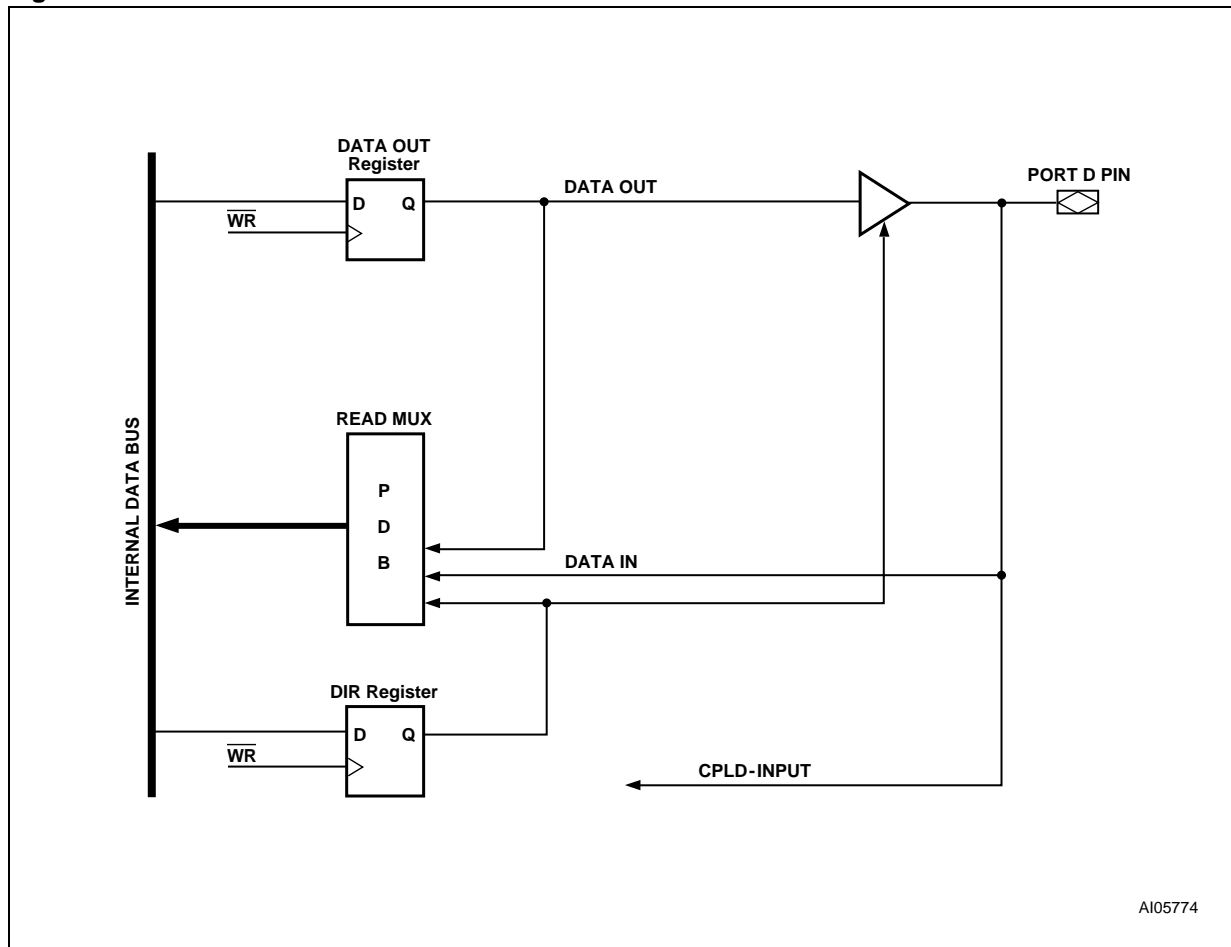 DATA OUT
Register
D Q
WR
DATA OUT
PORT D PIN
INTERNAL DATA BUS
READ MUX
P
D
B
DATA IN
DIR Register
D Q
WR
CPLD-INPUT
AI05774